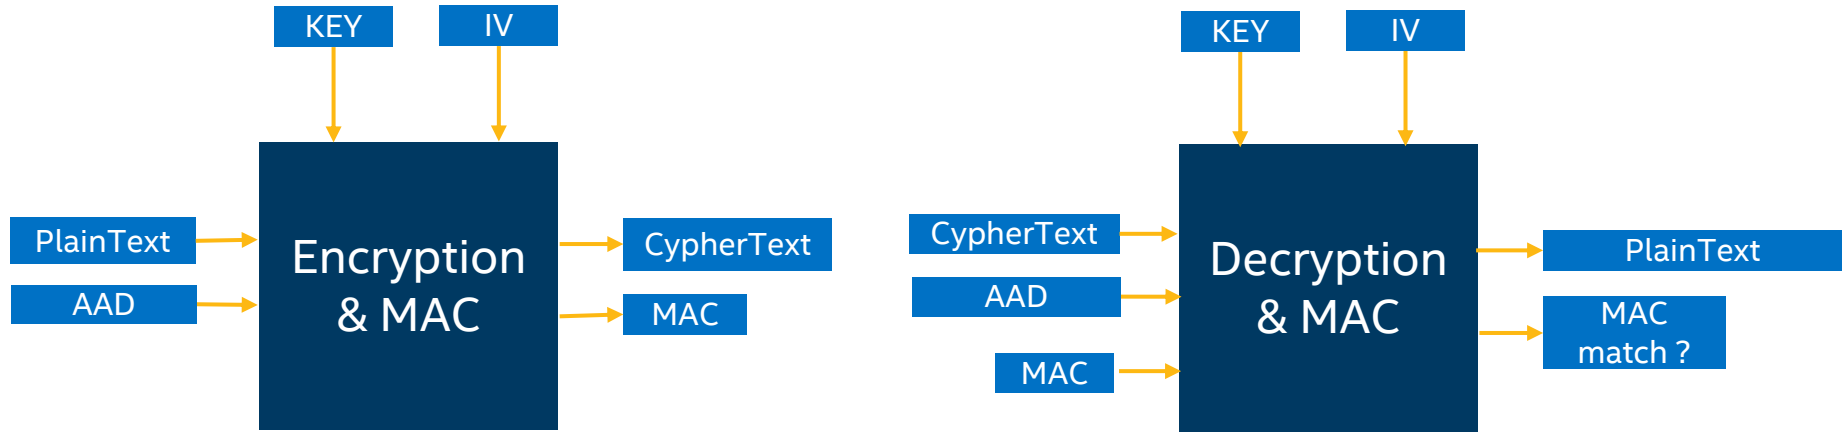 KEY
IV
PlainText
AAD
Encryption
& MAC
CypherText
MAC
KEY
IV
CypherText
AAD
MAC
Decryption
& MAC
PlainText
MAC
match ?